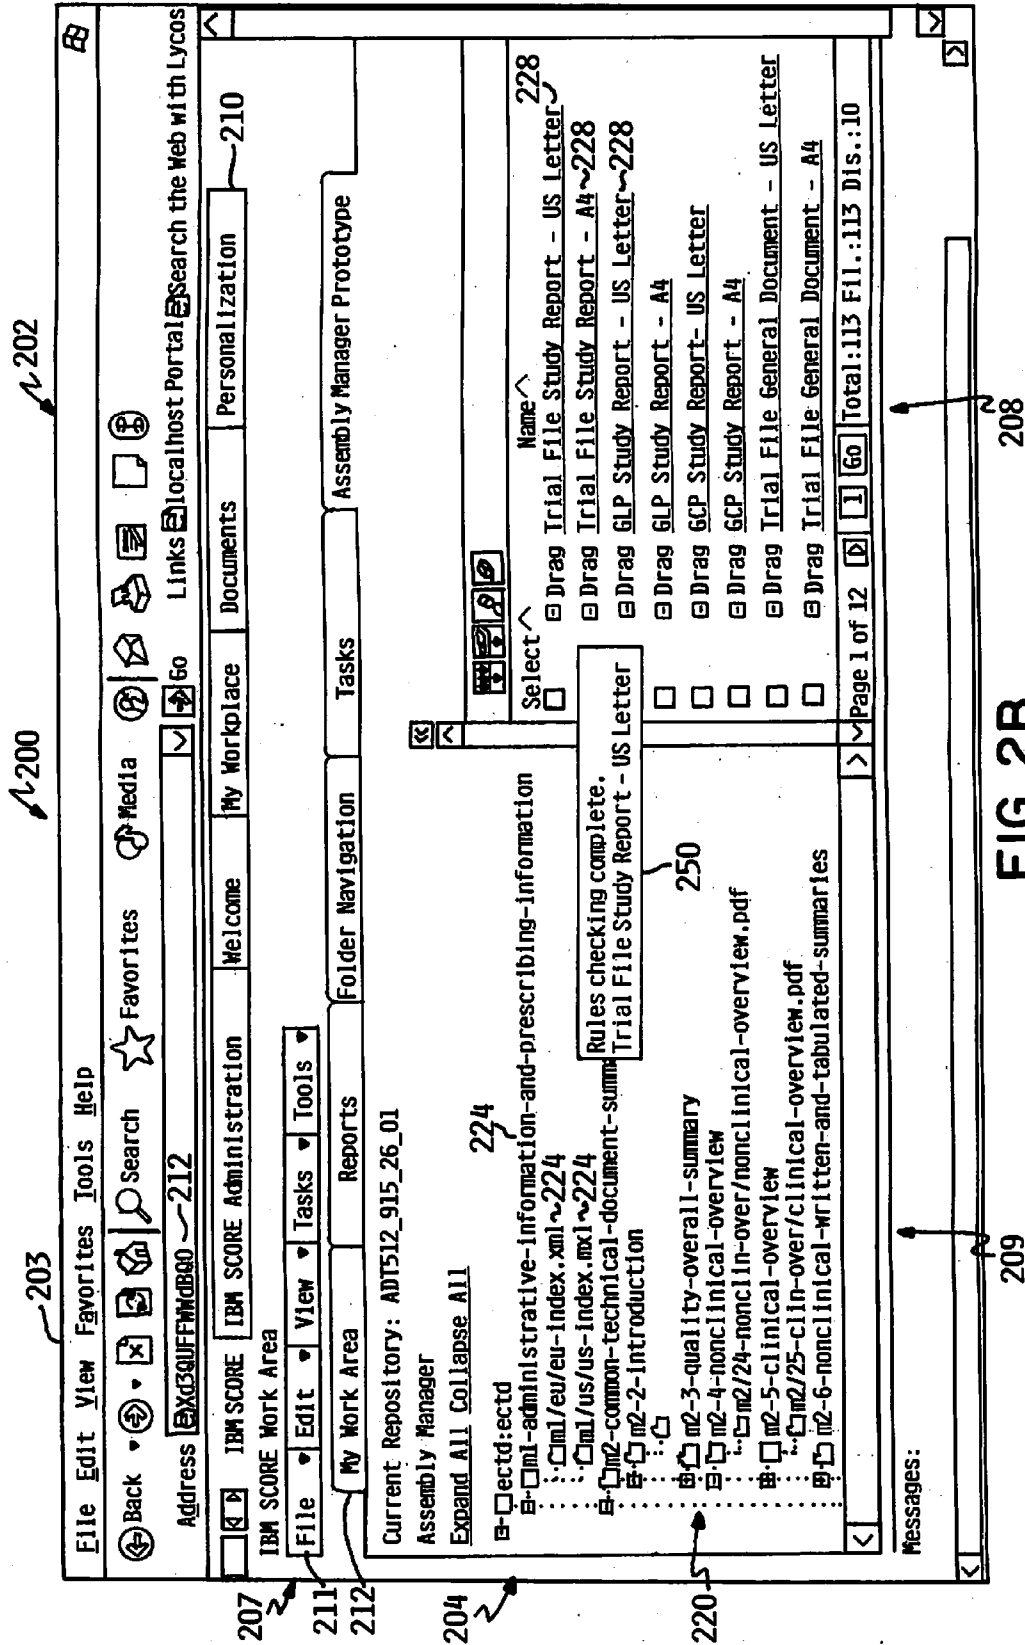 200
202
203
File Edit View Favorites Tools Help
Back Search Favorites Media
Address Xd3QUFFWWdBQ0 212 Go Links localhost Portal Search the Web with Lycos
IBM SCORE IBM SCORE Administration Welcome My Workplace Documents Personalization 210
207
IBM SCORE Work Area
211 File Edit View Tasks Tools
212 My Work Area Reports Folder Navigation Tasks Assembly Manager Prototype
Current Repository: ADT512_915_26_01
Assembly Manager
Expand All Collapse All
204
ectd:ectd
224
m1-administrative-information-and-prescribing-information
m1/eu/eu-index.xml 224
m1/us/us-index.mxl 224
m2-common-technical-document-summa
m2-2-introduction
m2-3-quality-overall-summary
m2-4-nonclinical-overview
m2/24-nonclin-over/nonclinical-overview.pdf
m2-5-clinical-overview
m2/25-clin-over/clinical-overview.pdf
m2-6-nonclinical-written-and-tabulated-summaries
220
Rules checking complete.
Trial File Study Report - US Letter
250
Select Name
Drag Trial File Study Report - US Letter 228
Drag Trial File Study Report - A4 228
Drag GLP Study Report - US Letter 228
Drag GLP Study Report - A4
Drag GCP Study Report- US Letter
Drag GCP Study Report - A4
Drag Trial File General Document - US Letter
Drag Trial File General Document - A4
Page 1 of 12 1 Go Total:113 Fil.:113 Dis.:10
Messages:
209
208
FIG. 2B